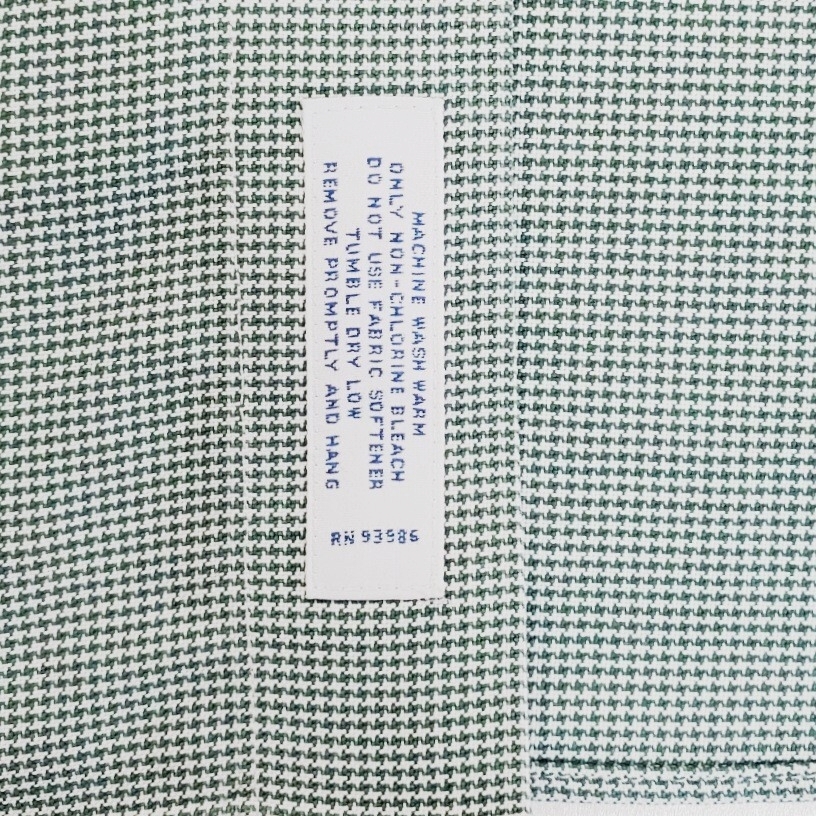 MACHINE WASH WARM
ONLY NON-CHLORINE BLEACH
DO NOT USE FABRIC SOFTENER
TUMBLE DRY LOW
REMOVE PROMPTLY AND HANG
RN 93986